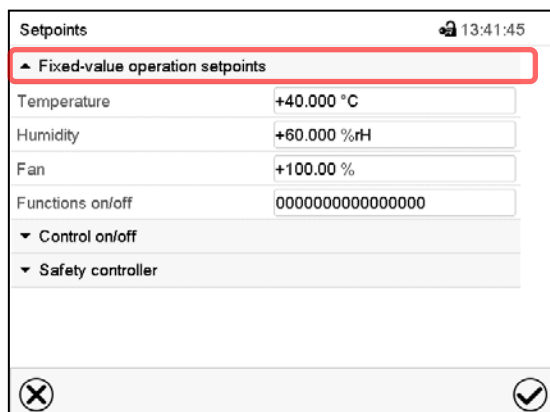 Setpoints 13:41:45
Fixed-value operation setpoints
Temperature +40.000 °C
Humidity +60.000 %rH
Fan +100.00 %
Functions on/off 0000000000000000
Control on/off
Safety controller